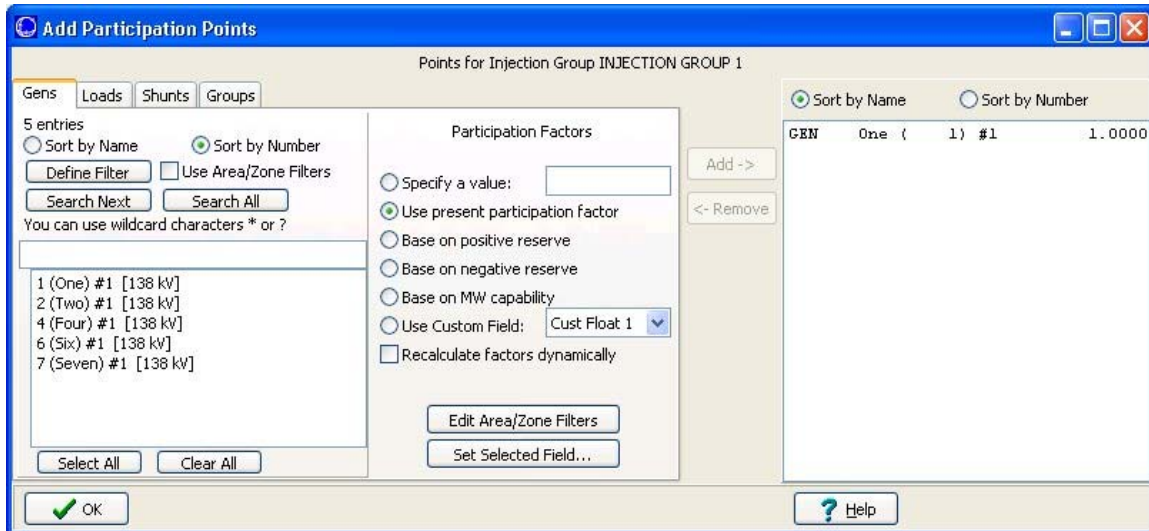 Add Participation Points
Points for Injection Group INJECTION GROUP 1
Gens Loads Shunts Groups
5 entries
Sort by Name Sort by Number
Define Filter Use Area/Zone Filters
Search Next Search All
You can use wildcard characters * or ?
1 (One) #1 [138 kV]
2 (Two) #1 [138 kV]
4 (Four) #1 [138 kV]
6 (Six) #1 [138 kV]
7 (Seven) #1 [138 kV]
Select All Clear All
Participation Factors
Specify a value:
Use present participation factor
Base on positive reserve
Base on negative reserve
Base on MW capability
Use Custom Field: Cust Float 1
Recalculate factors dynamically
Edit Area/Zone Filters
Set Selected Field...
Add ->
<- Remove
Sort by Name Sort by Number
GEN One ( 1) #1 1.0000
OK
? Help